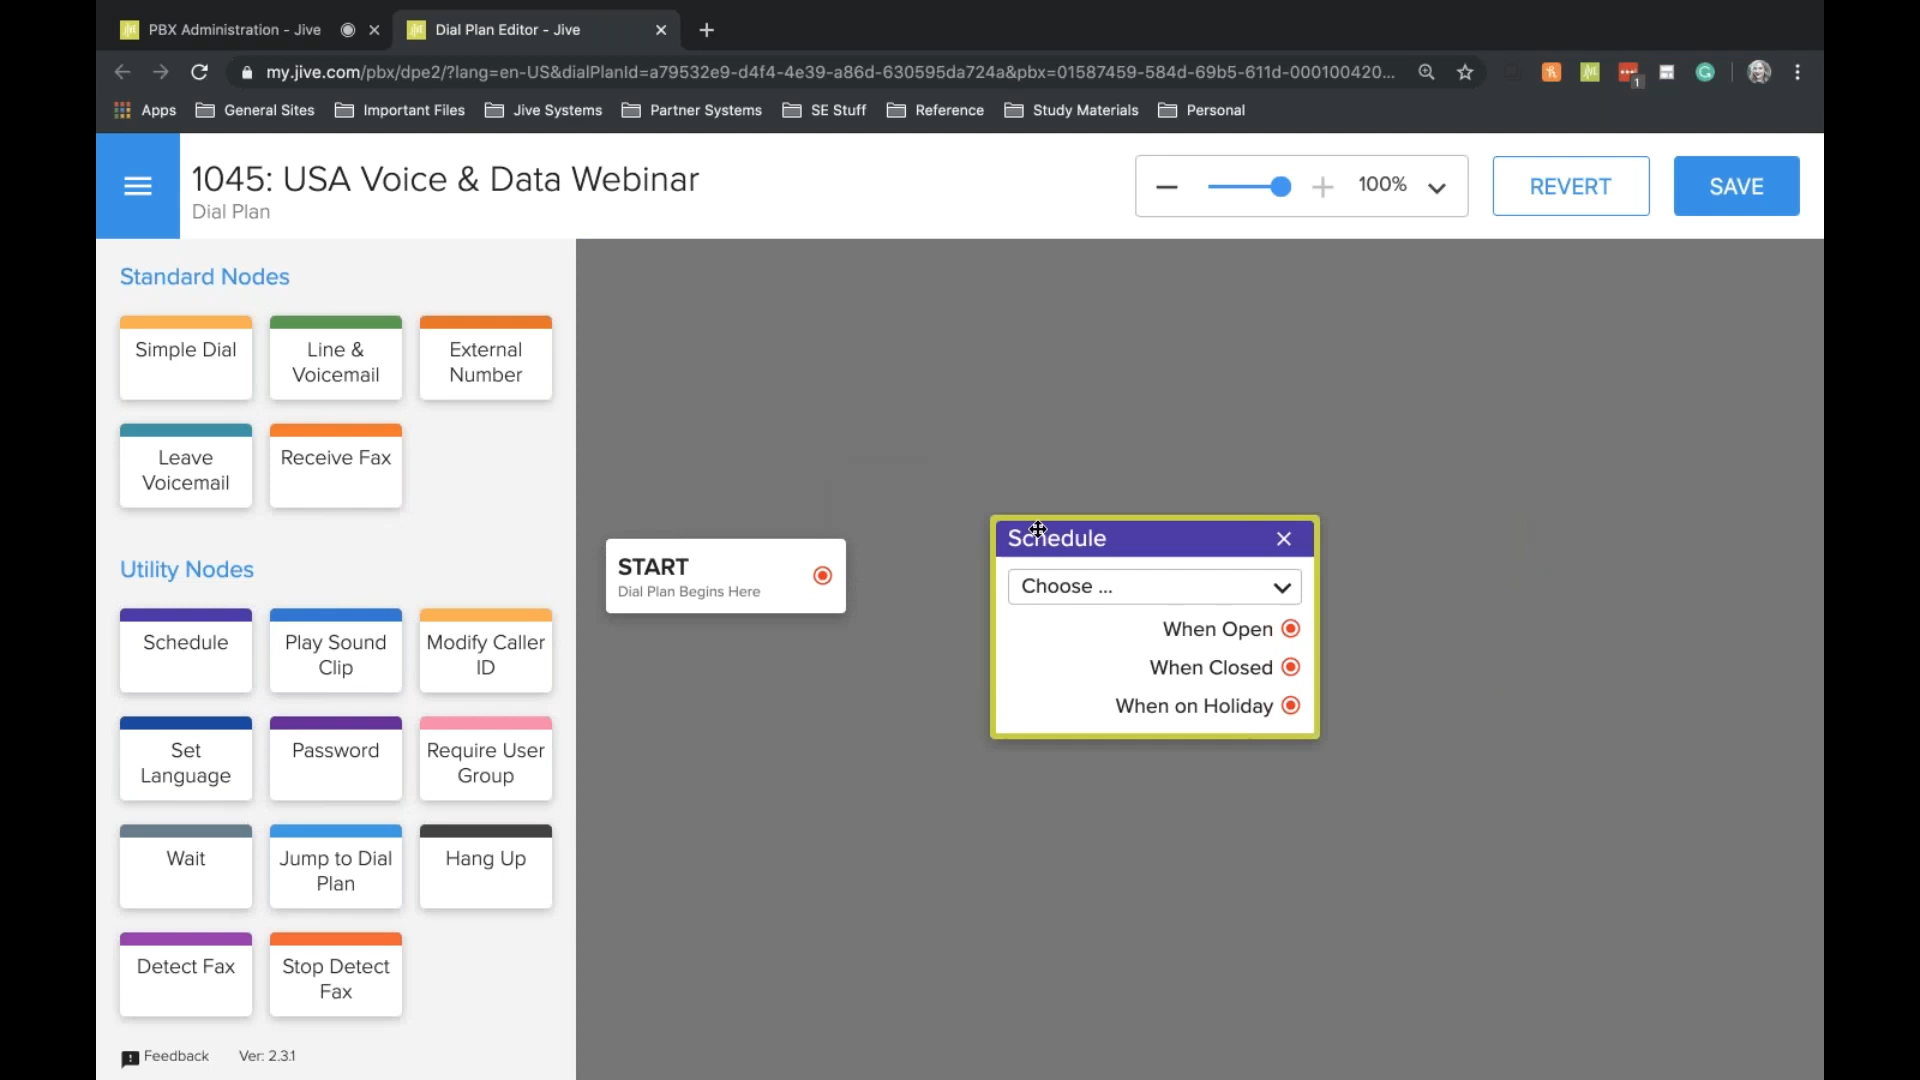 PBX Administration - Jive
Dial Plan Editor - Jive
my.jive.com/pbx/dpe2/?lang=en-US&dialPlanId=a79532e9-d4f4-4e39-a86d-630595da724a&pbx=01587459-584d-69b5-611d-000100420...
1
Apps
General Sites
Important Files
Jive Systems
Partner Systems
SE Stuff
Reference
Study Materials
Personal
1045: USA Voice & Data Webinar
Dial Plan
100%
REVERT
SAVE
Standard Nodes
Simple Dial
Line &
Voicemail
External
Number
Leave
Voicemail
Receive Fax
Utility Nodes
Schedule
Play Sound
Clip
Modify Caller
ID
Set
Language
Password
Require User
Group
Wait
Jump to Dial
Plan
Hang Up
Detect Fax
Stop Detect
Fax
Feedback
Ver: 2.3.1
START
Dial Plan Begins Here
Schedule
Choose ...
When Open
When Closed
When on Holiday